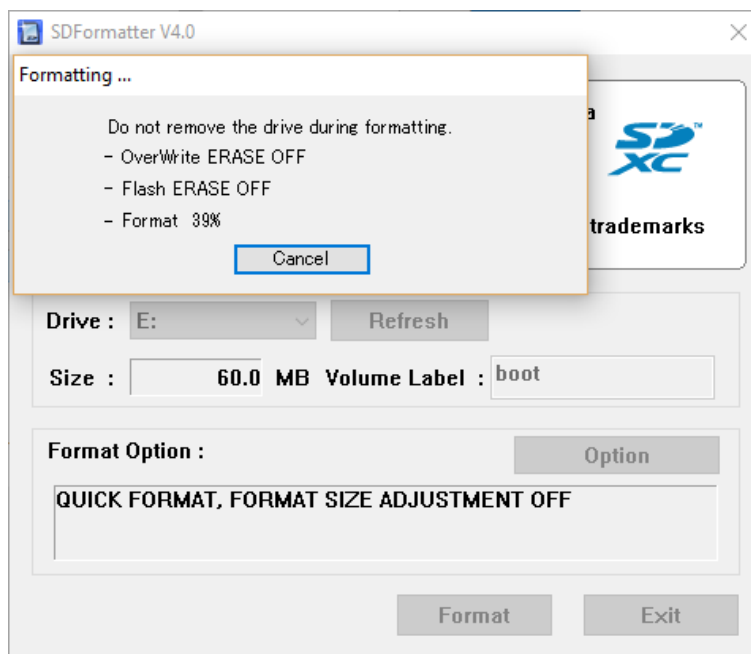 SDFormatter V4.0
Formatting ...
Do not remove the drive during formatting.
- OverWrite ERASE OFF
- Flash ERASE OFF
- Format 39%
Cancel
a
SD XC ™
trademarks
Drive : E: Refresh
Size : 60.0 MB Volume Label : boot
Format Option : Option
QUICK FORMAT, FORMAT SIZE ADJUSTMENT OFF
Format Exit